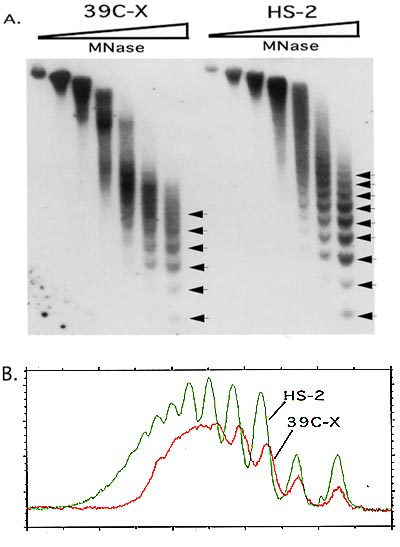 A.
39C-X HS-2
MNase MNase
B.
HS-2
39C-X